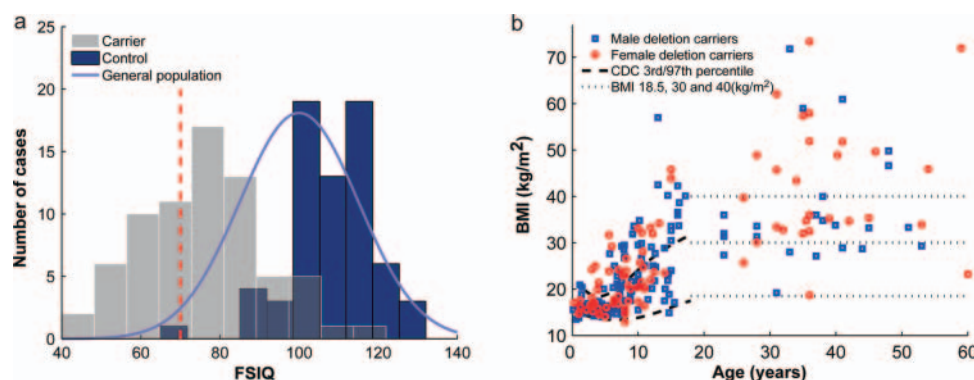 a
25
20
15
10
5
0
Number of cases
Carrier
Control
General population
40 60 80 100 120 140
FSIQ
b
70
60
50
40
30
20
10
BMI (kg/m²)
Male deletion carriers
Female deletion carriers
CDC 3rd/97th percentile
BMI 18.5, 30 and 40(kg/m²)
0 10 20 30 40 50 60
Age (years)